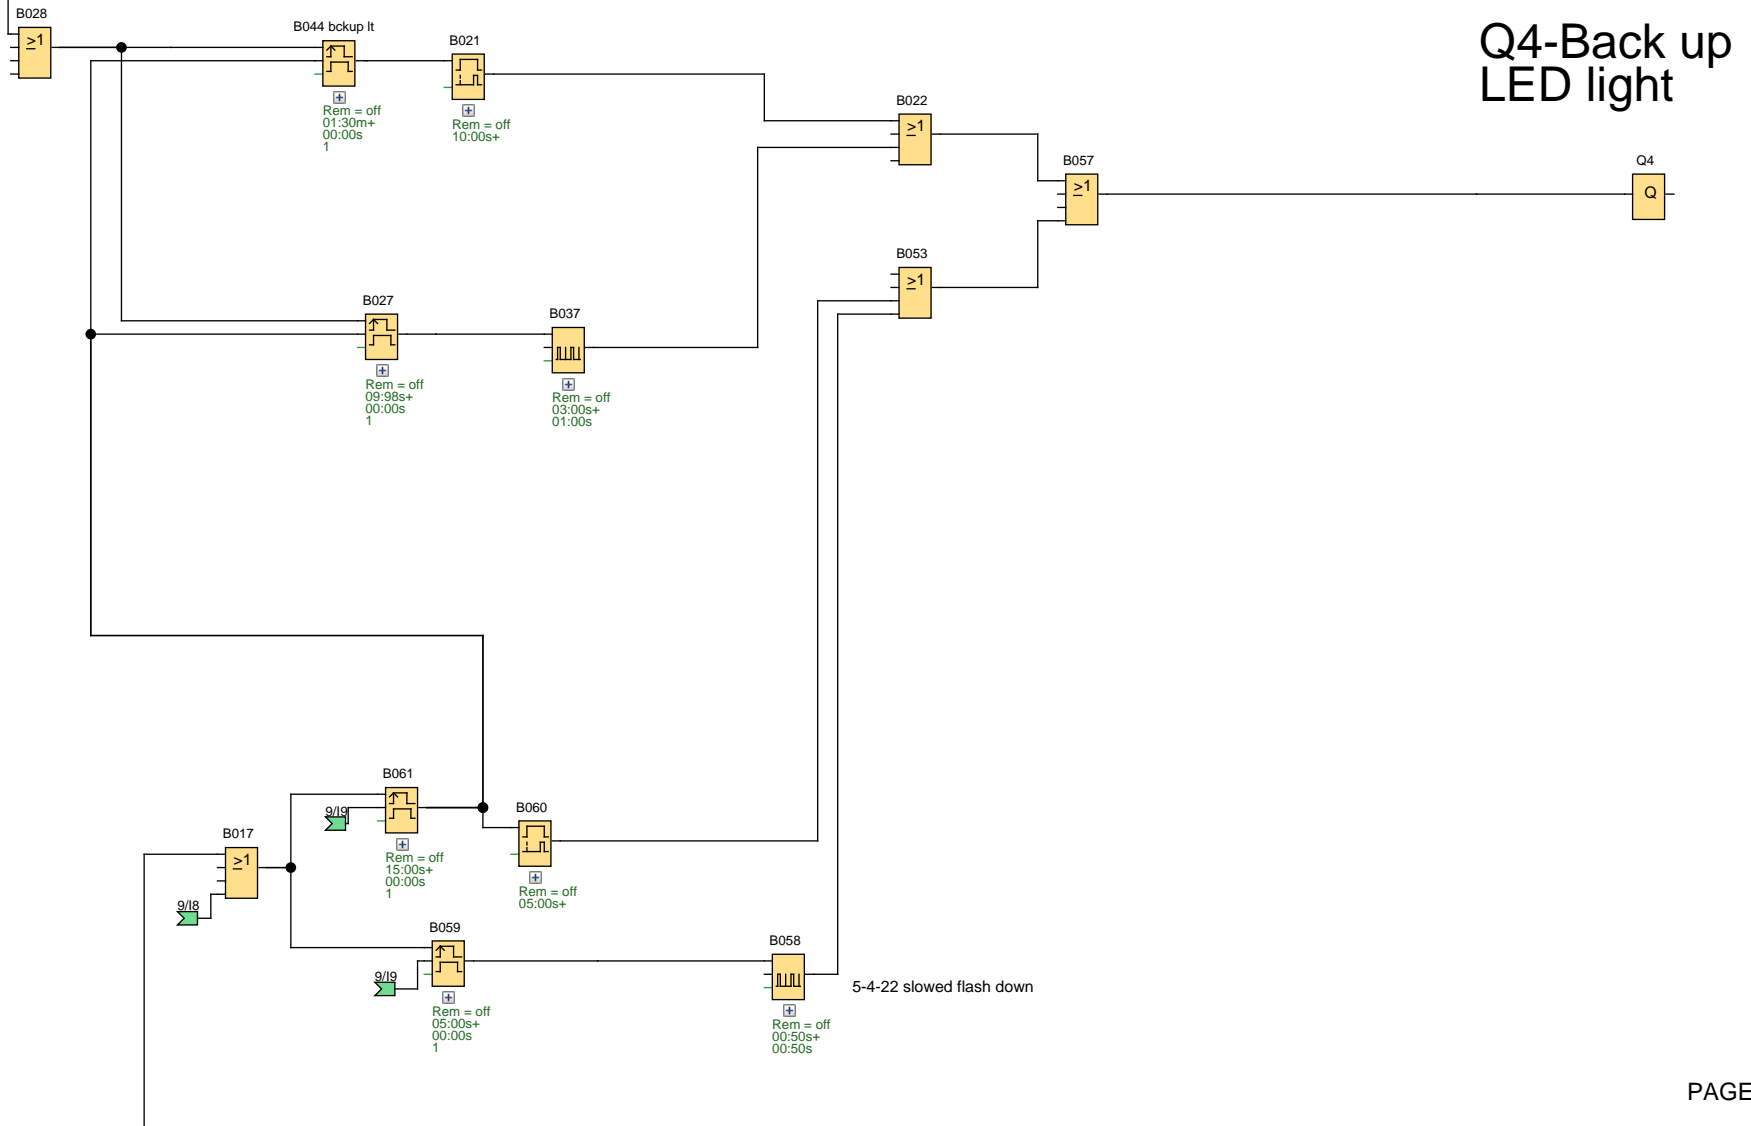 B028
≥1
B044 bckup lt
Rem = off
01:30m+
00:00s
1
B021
Rem = off
10:00s+
Q4-Back up
LED light
B022
≥1
B057
≥1
Q4
Q
B053
≥1
B027
Rem = off
09:98s+
00:00s
1
B037
Rem = off
03:00s+
01:00s
B061
9/I9
Rem = off
15:00s+
00:00s
1
B060
Rem = off
05:00s+
B017
≥1
9/I8
B059
9/I9
Rem = off
05:00s+
00:00s
1
B058
Rem = off
00:50s+
00:50s
5-4-22 slowed flash down
PAGE